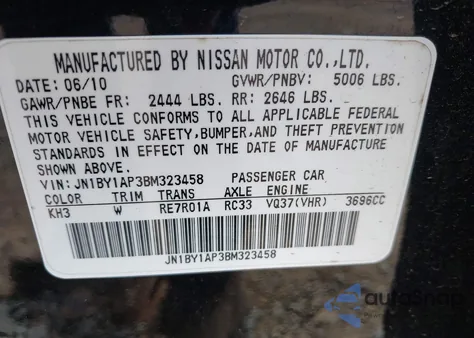 MANUFACTURED BY NISSAN MOTOR CO.,LTD.
DATE: 06/10 GVWR/PNBV: 5006 LBS.
GAWR/PNBE FR: 2444 LBS. RR: 2646 LBS.
THIS VEHICLE CONFORMS TO ALL APPLICABLE FEDERAL
MOTOR VEHICLE SAFETY,BUMPER,AND THEFT PREVENTION
STANDARDS IN EFFECT ON THE DATE OF MANUFACTURE
SHOWN ABOVE.
VIN:JN1BY1AP3BM323458 PASSENGER CAR
COLOR TRIM TRANS AXLE ENGINE
KH3 W RE7R01A RC33 VQ37(VHR) 3696CC
JN1BY1AP3BM323458
autoSnap